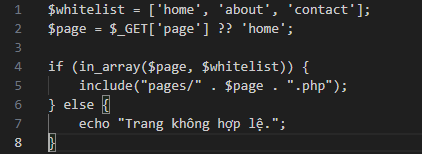 1 $whitelist = ['home', 'about', 'contact'];
2 $page = $_GET['page'] ?? 'home';
3
4 if (in_array($page, $whitelist)) {
5     include("pages/" . $page . ".php");
6 } else {
7     echo "Trang không hợp lệ.";
8 }